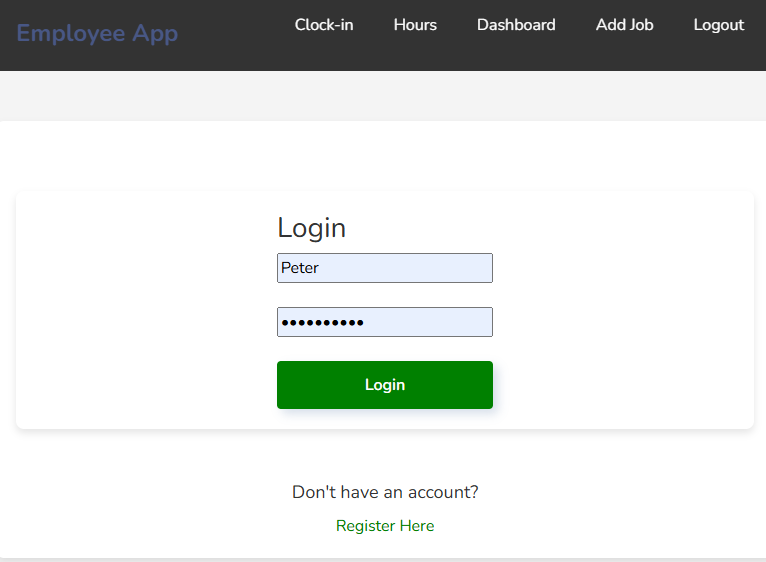 Employee App Clock-in Hours Dashboard Add Job Logout
Login
Peter
••••••••••
Login
Don't have an account?
Register Here